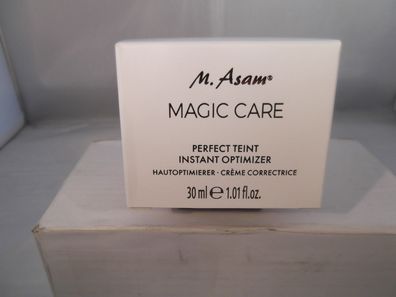 M. Asam®
MAGIC CARE
PERFECT TEINT
INSTANT OPTIMIZER
HAUTOPTIMIERER · CRÈME CORRECTRICE
30 ml ℮ 1.01 fl.oz.